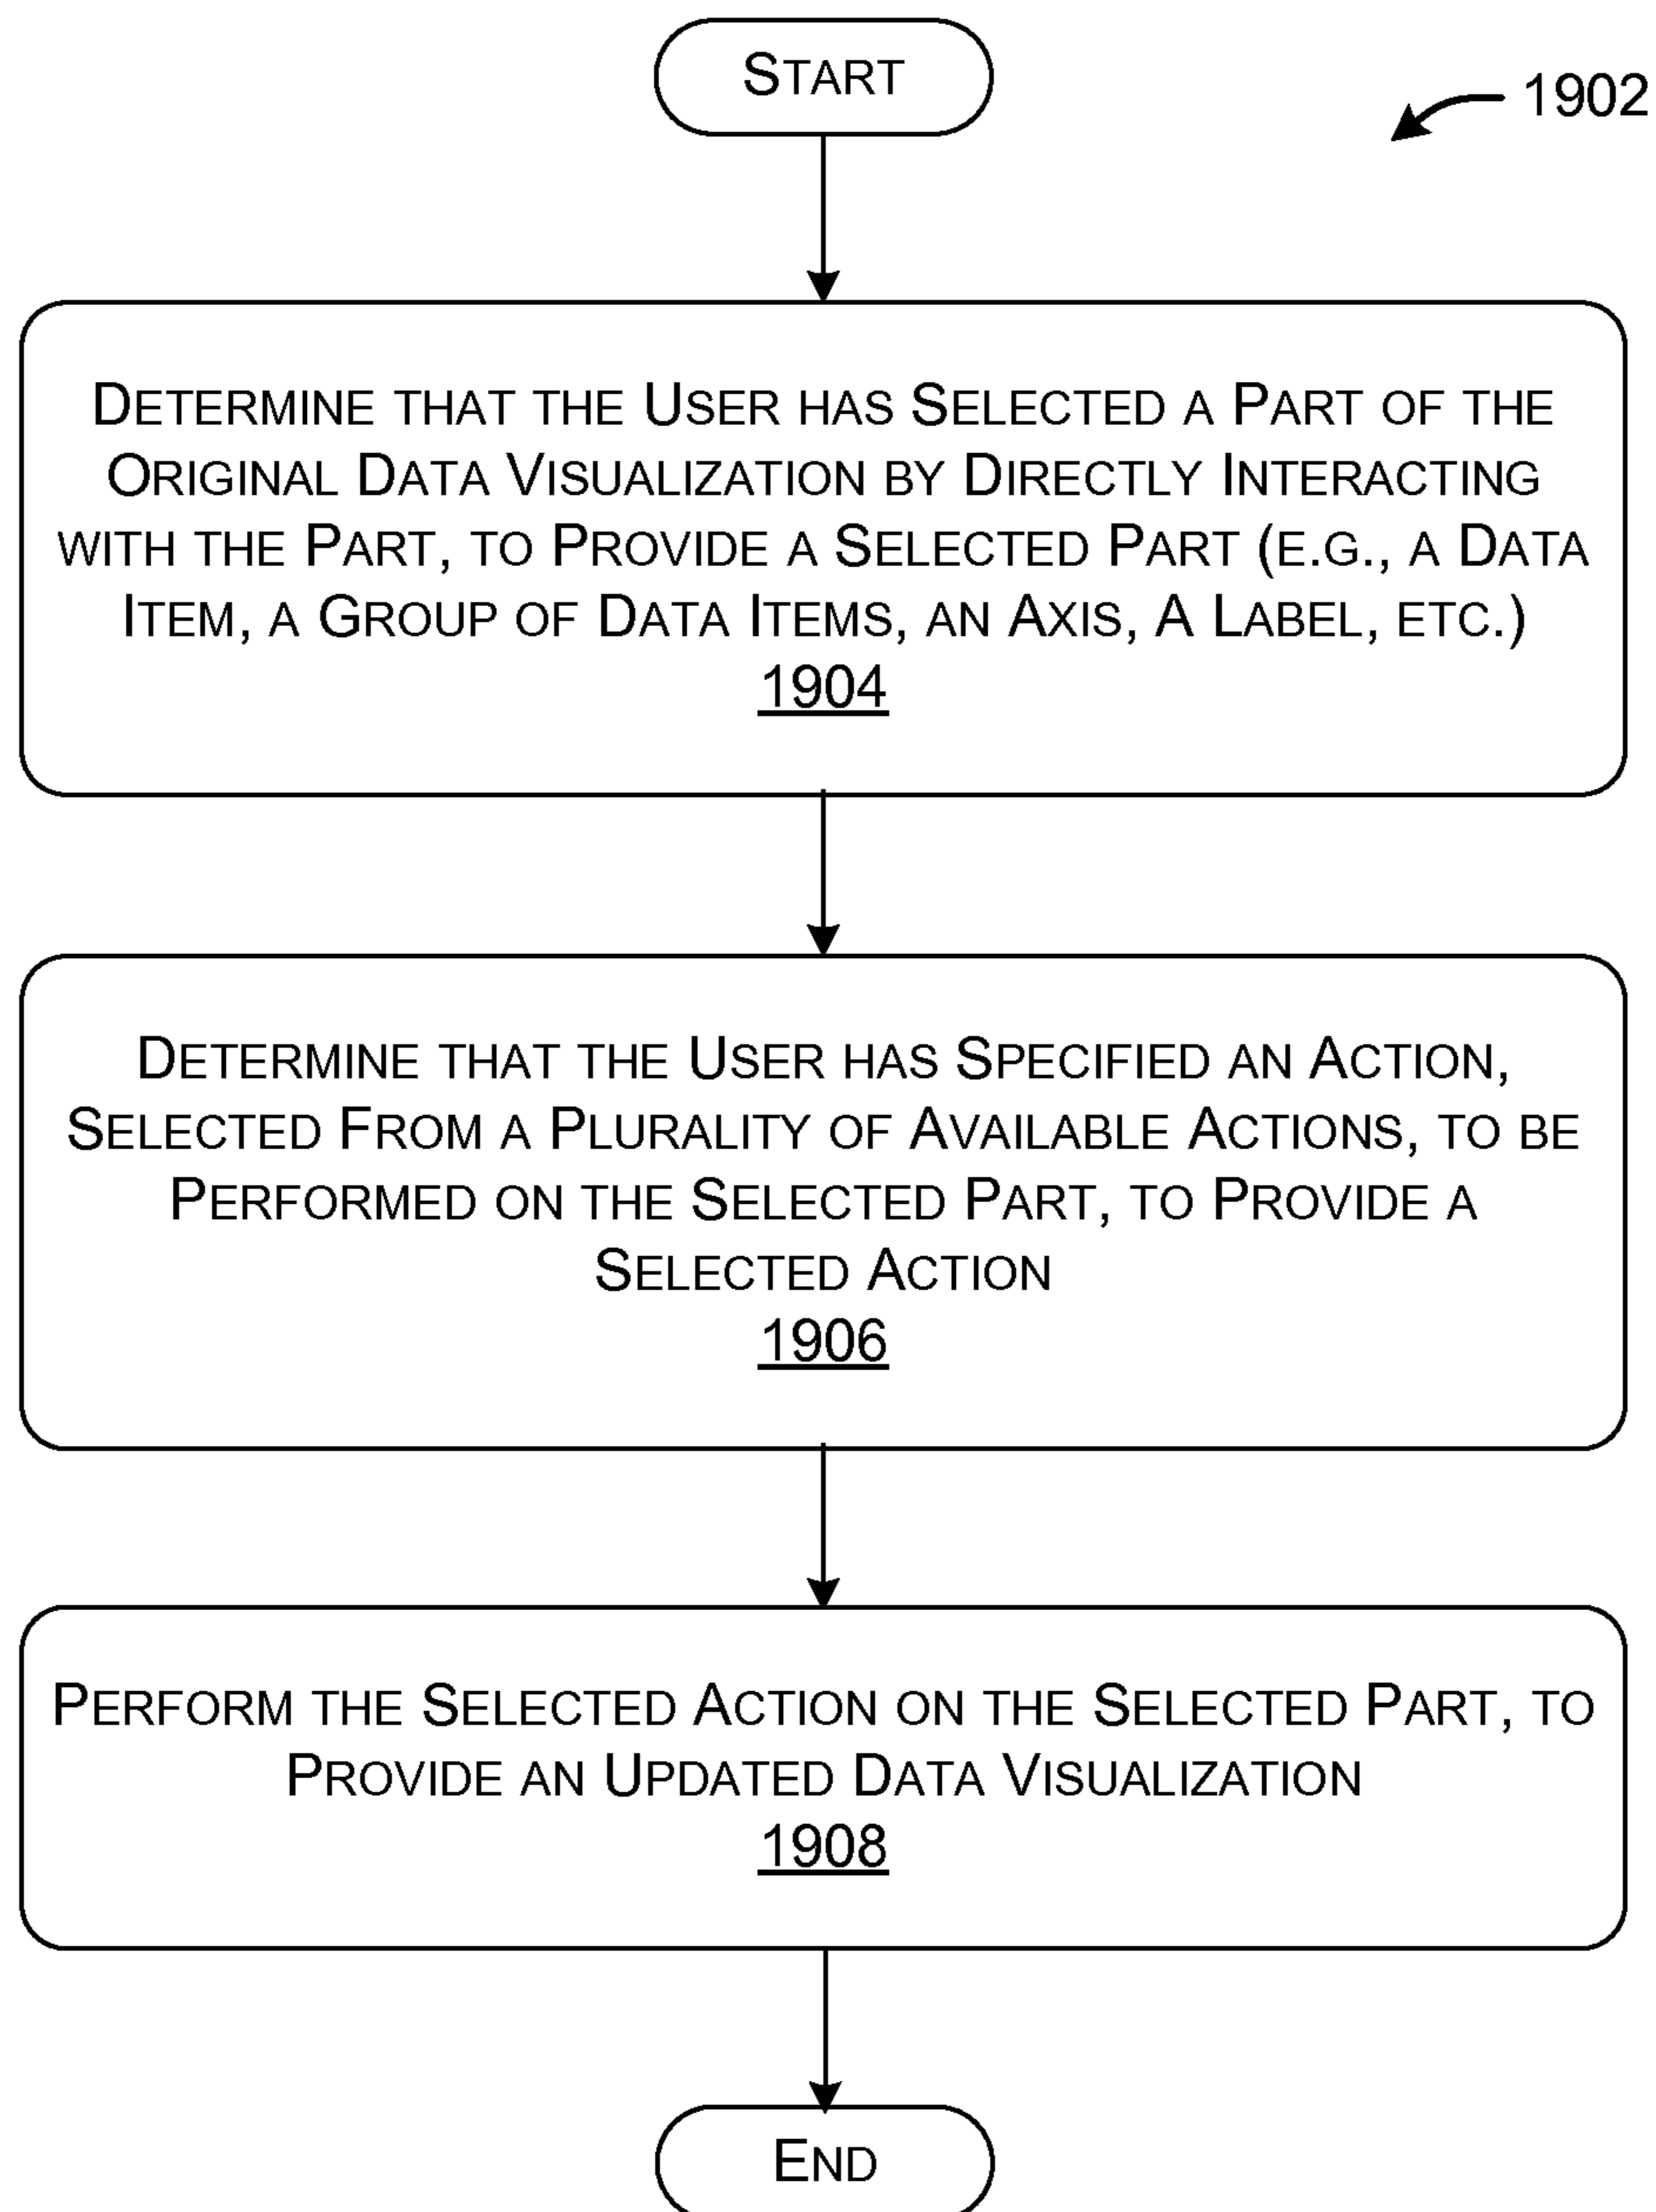 START
1902
DETERMINE THAT THE USER HAS SELECTED A PART OF THE
ORIGINAL DATA VISUALIZATION BY DIRECTLY INTERACTING
WITH THE PART, TO PROVIDE A SELECTED PART (E.G., A DATA
ITEM, A GROUP OF DATA ITEMS, AN AXIS, A LABEL, ETC.)
1904
DETERMINE THAT THE USER HAS SPECIFIED AN ACTION,
SELECTED FROM A PLURALITY OF AVAILABLE ACTIONS, TO BE
PERFORMED ON THE SELECTED PART, TO PROVIDE A
SELECTED ACTION
1906
PERFORM THE SELECTED ACTION ON THE SELECTED PART, TO
PROVIDE AN UPDATED DATA VISUALIZATION
1908
END